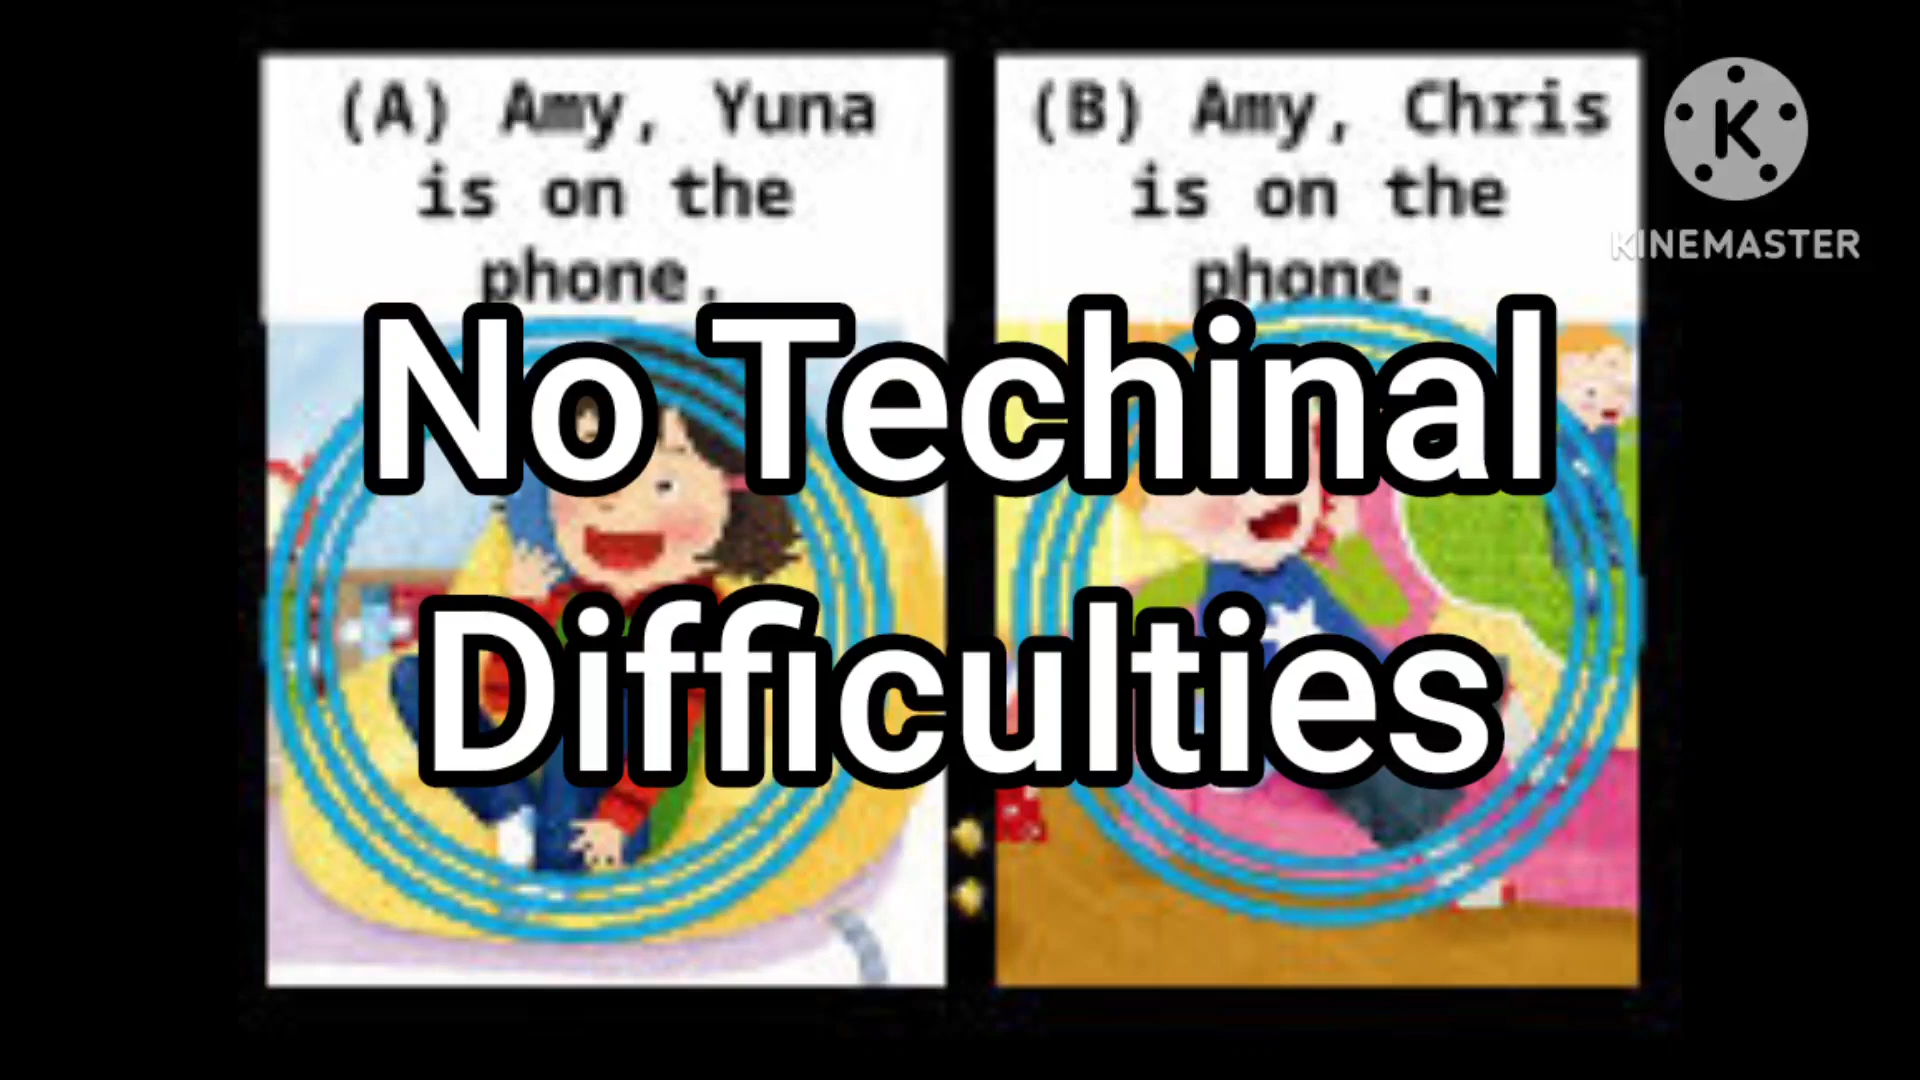 (A) Amy, Yuna
is on the
phone.
(B) Amy, Chris
is on the
phone.
K
KINEMASTER
No Techinal
Difficulties